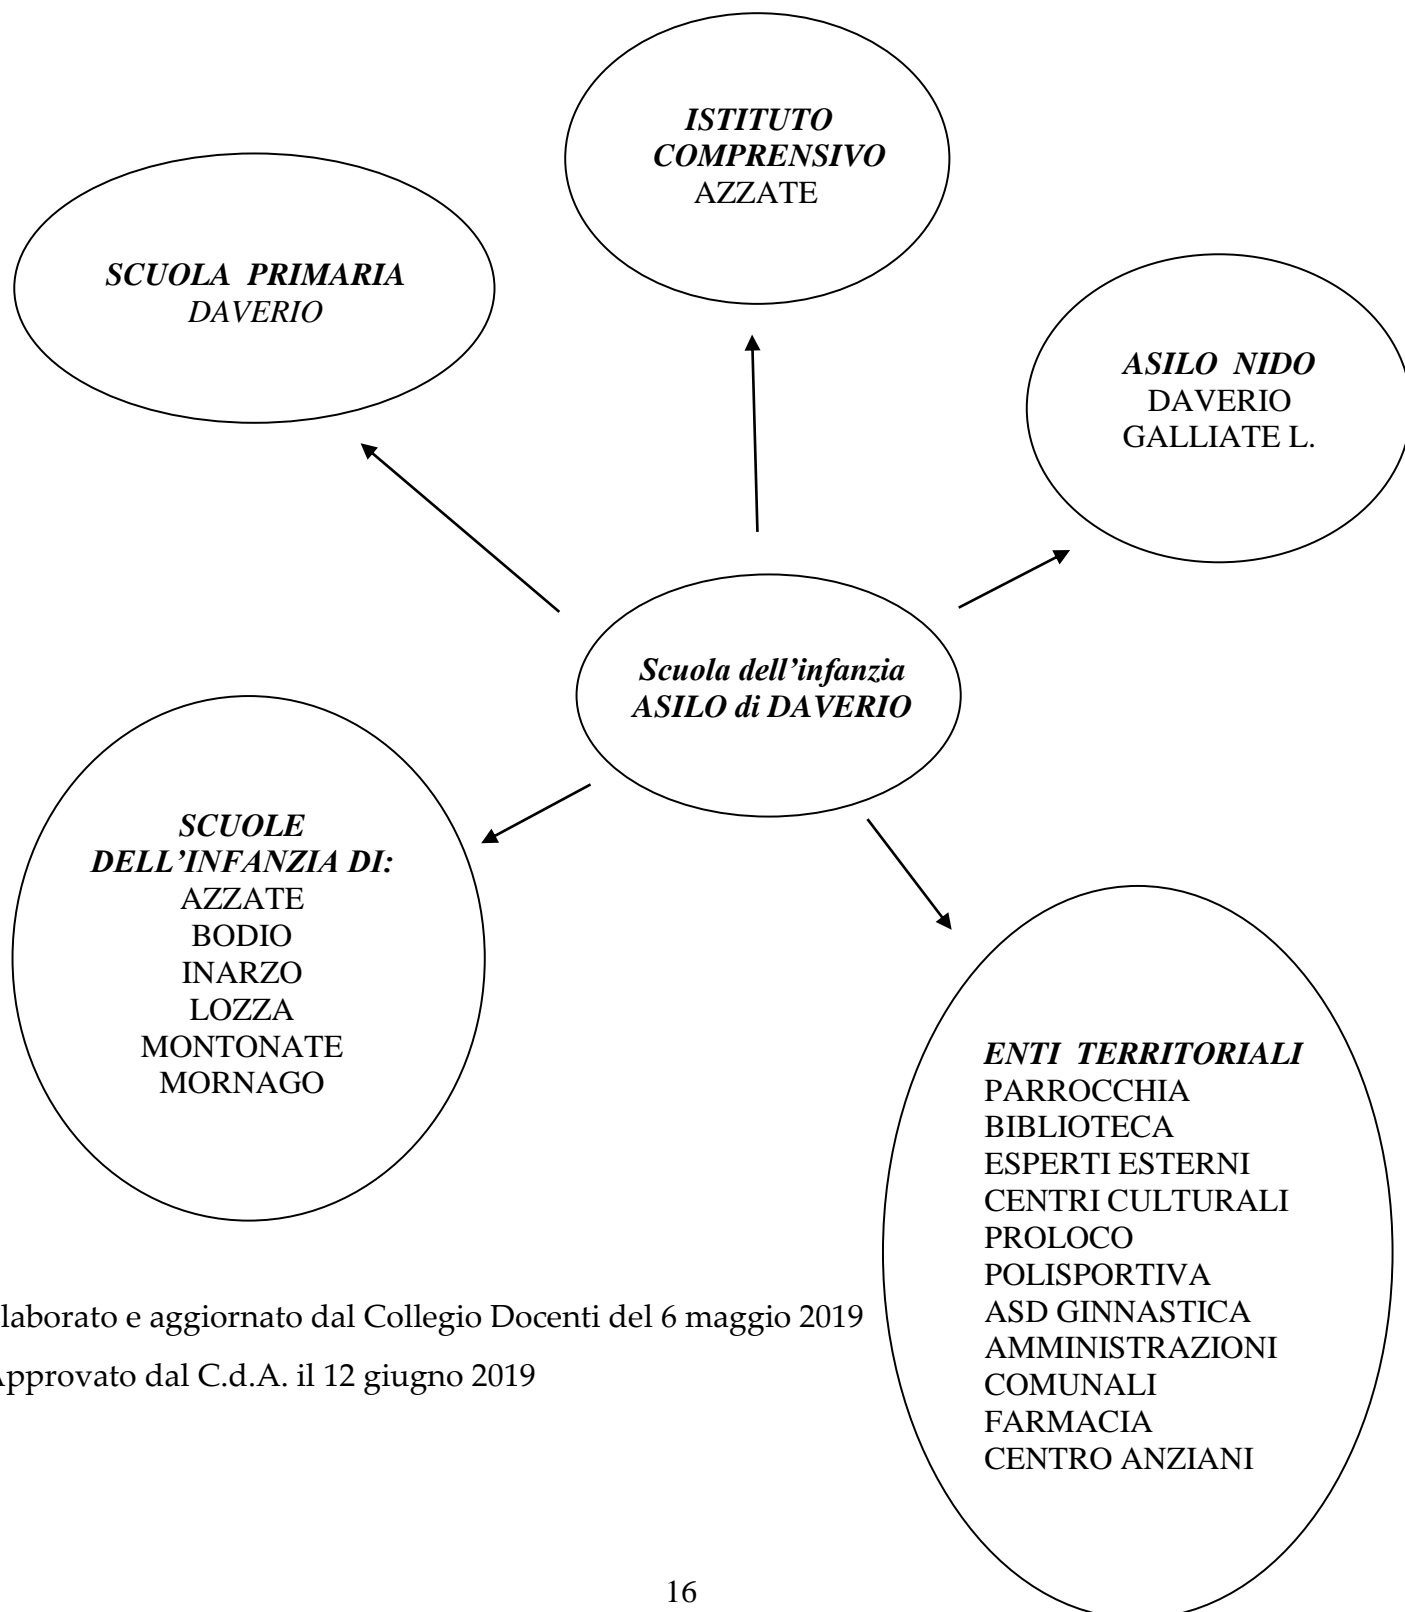 ISTITUTO
COMPRENSIVO
AZZATE
SCUOLA PRIMARIA
DAVERIO
ASILO NIDO
DAVERIO
GALLIATE L.
Scuola dell’infanzia
ASILO di DAVERIO
SCUOLE
DELL’INFANZIA DI:
AZZATE
BODIO
INARZO
LOZZA
MONTONATE
MORNAGO
ENTI TERRITORIALI
PARROCCHIA
BIBLIOTECA
ESPERTI ESTERNI
CENTRI CULTURALI
PROLOCO
POLISPORTIVA
ASD GINNASTICA
AMMINISTRAZIONI
COMUNALI
FARMACIA
CENTRO ANZIANI
laborato e aggiornato dal Collegio Docenti del 6 maggio 2019
Approvato dal C.d.A. il 12 giugno 2019
16